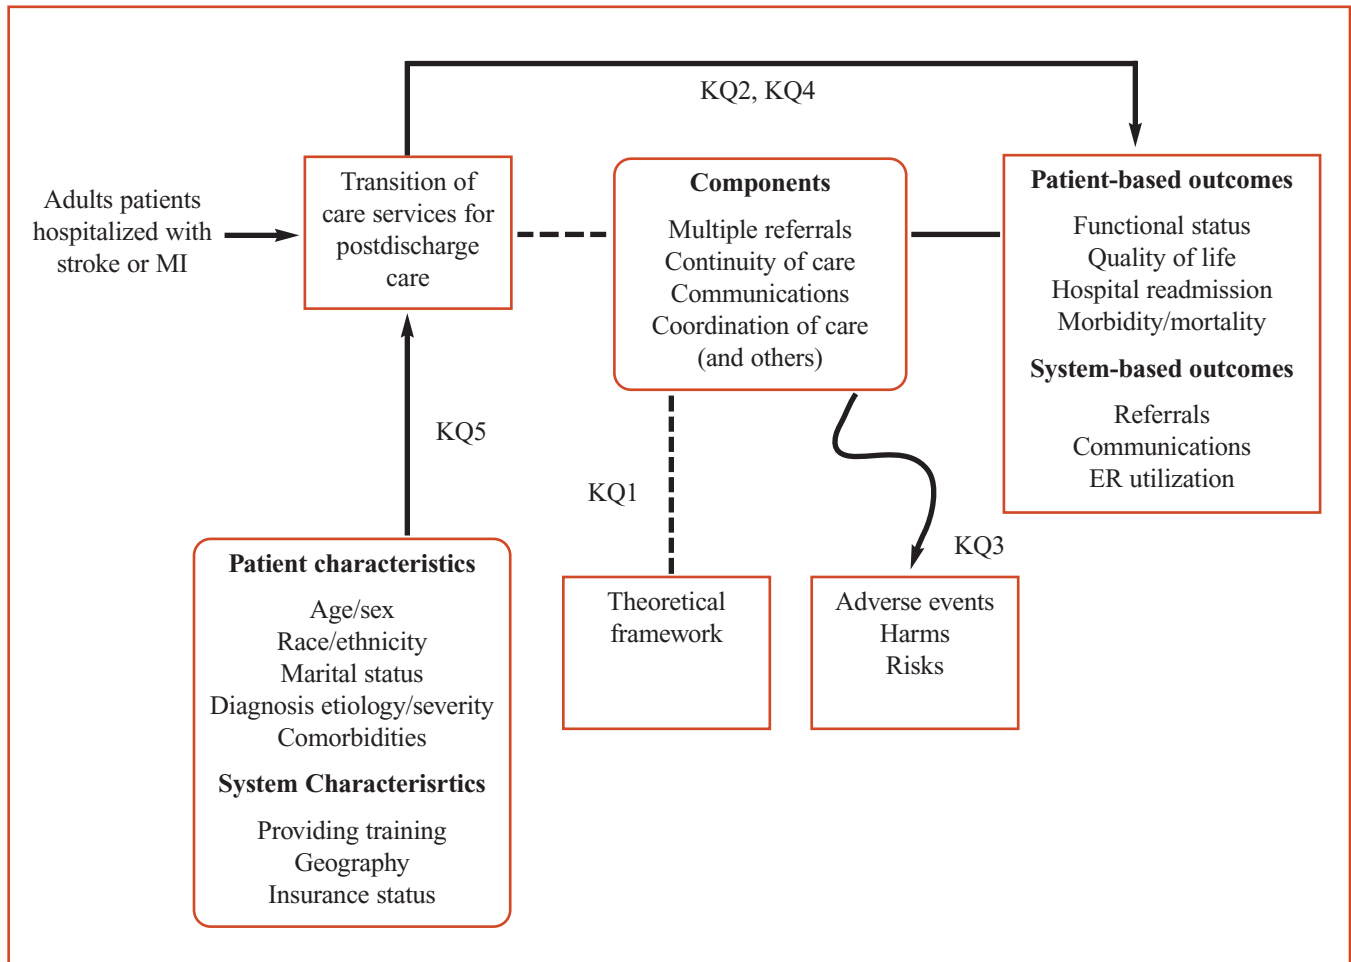 KQ2, KQ4
Adults patients
hospitalized with
stroke or MI
Transition of
care services for
postdischarge
care
Components
Multiple referrals
Continuity of care
Communications
Coordination of care
(and others)
Patient-based outcomes
Functional status
Quality of life
Hospital readmission
Morbidity/mortality
System-based outcomes
Referrals
Communications
ER utilization
KQ5
KQ1
KQ3
Patient characteristics
Age/sex
Race/ethnicity
Marital status
Diagnosis etiology/severity
Comorbidities
System Characterisrtics
Providing training
Geography
Insurance status
Theoretical
framework
Adverse events
Harms
Risks